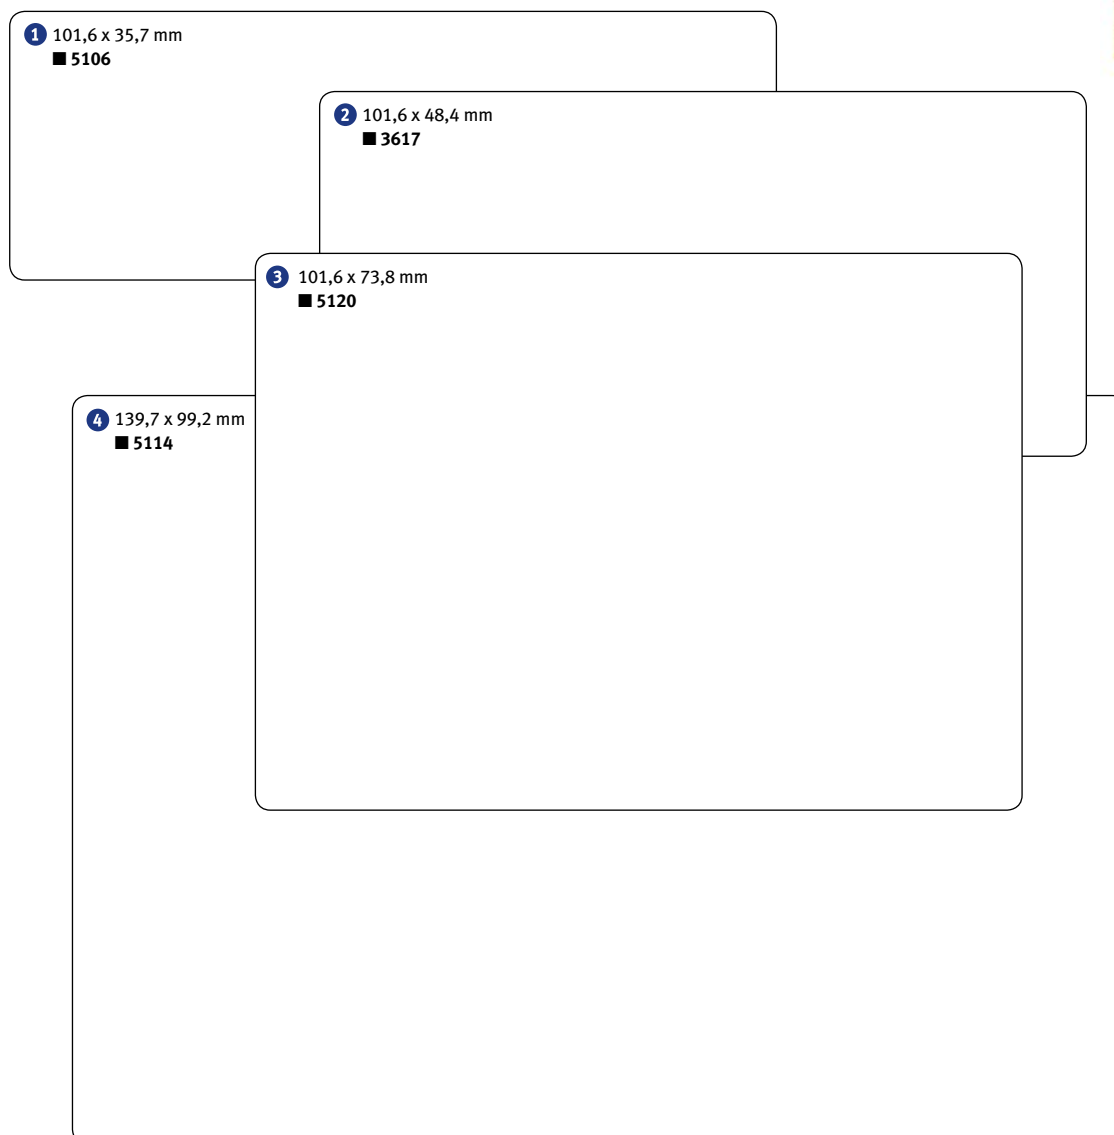 1 101,6 x 35,7 mm
■ 5106
2 101,6 x 48,4 mm
■ 3617
3 101,6 x 73,8 mm
■ 5120
4 139,7 x 99,2 mm
■ 5114